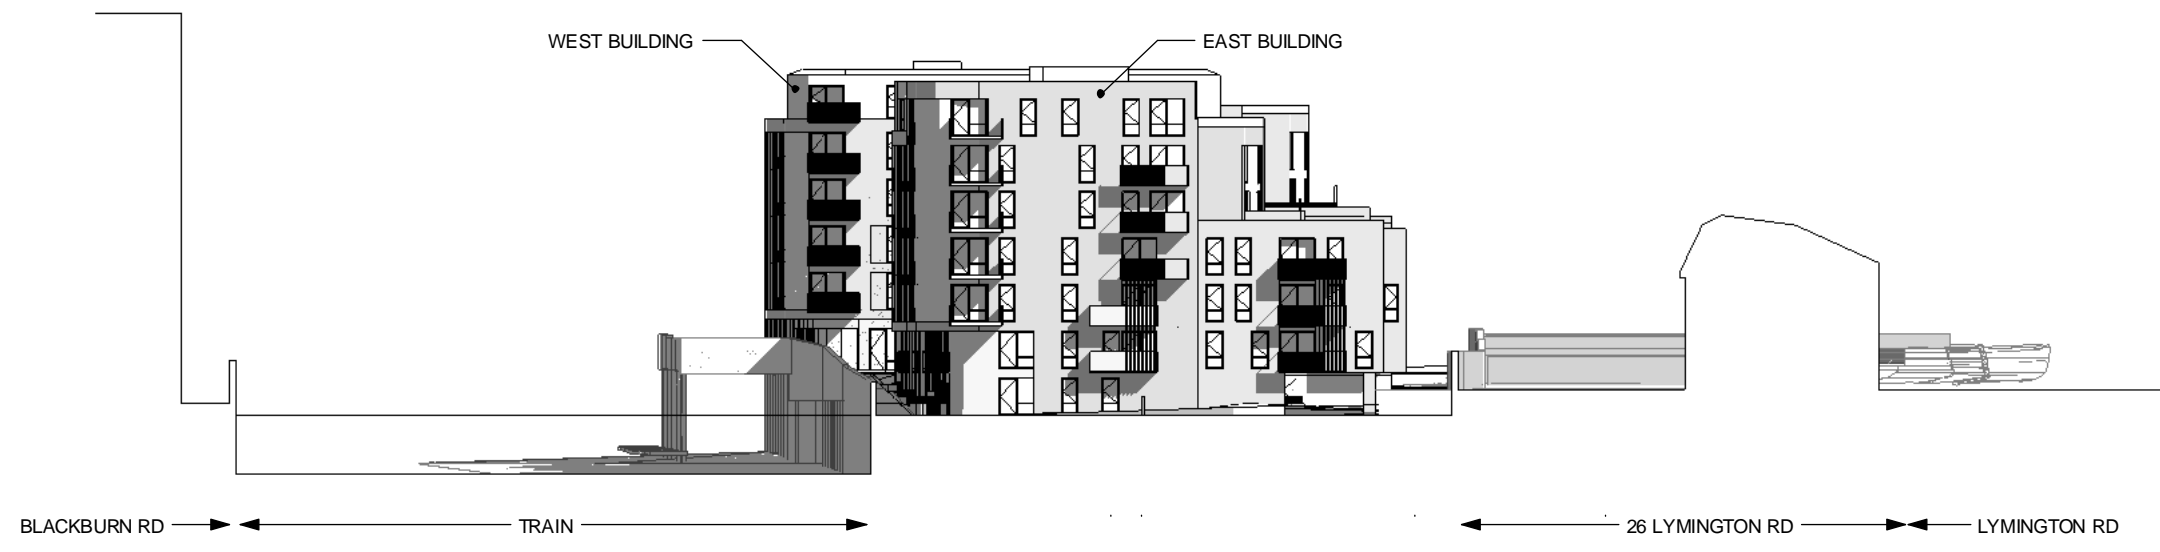 WEST BUILDING
EAST BUILDING
BLACKBURN RD
TRAIN
26 LYMINGTON RD
LYMINGTON RD